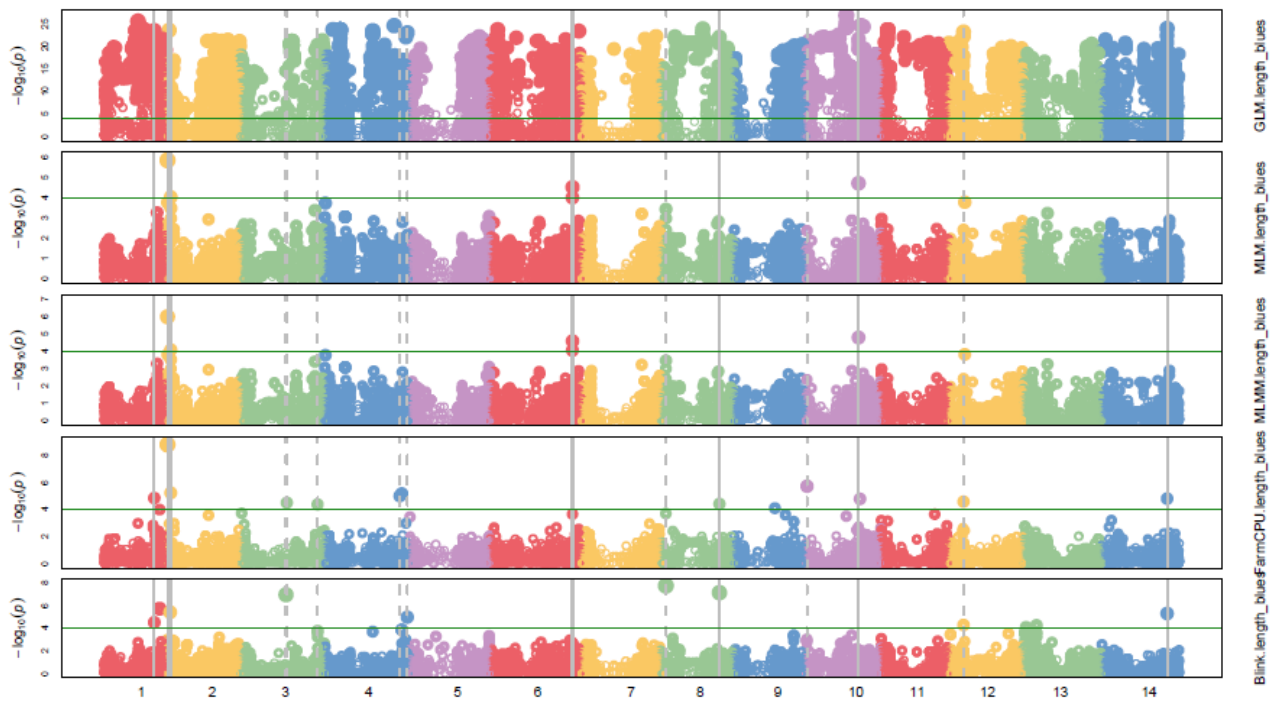 −log₁₀(p)
0 5 10 15 20 25
GLM.length_blues
−log₁₀(p)
0 1 2 3 4 5 6
MLM.length_blues
−log₁₀(p)
0 1 2 3 4 5 6 7
MLMM.length_blues
−log₁₀(p)
0 2 4 6 8
FarmCPU.length_blues
−log₁₀(p)
0 2 4 6 8
Blink.length_blues
1 2 3 4 5 6 7 8 9 10 11 12 13 14